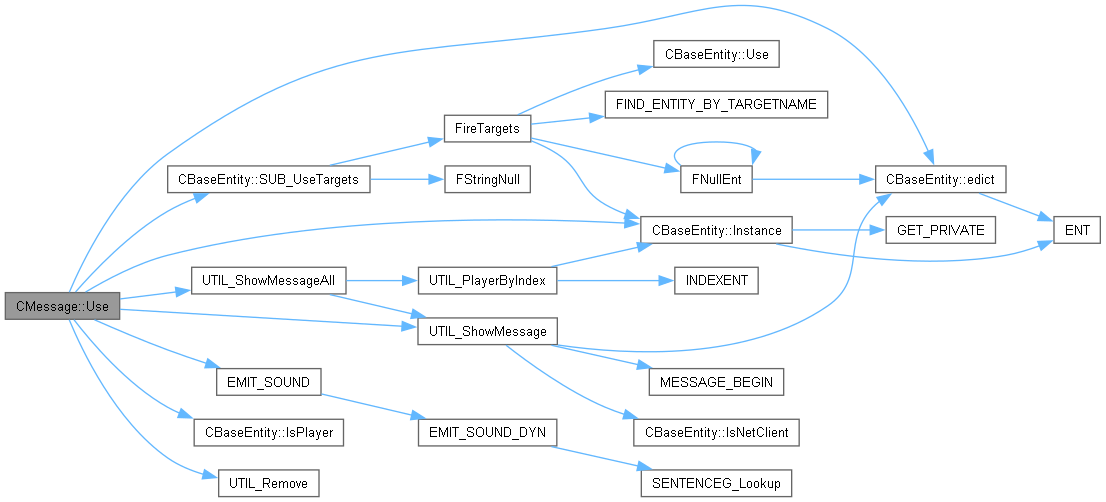 CBaseEntity::Use
FIND_ENTITY_BY_TARGETNAME
FireTargets
CBaseEntity::SUB_UseTargets
FStringNull
FNullEnt
CBaseEntity::edict
CBaseEntity::Instance
GET_PRIVATE
ENT
UTIL_ShowMessageAll
UTIL_PlayerByIndex
INDEXENT
CMessage::Use
UTIL_ShowMessage
EMIT_SOUND
MESSAGE_BEGIN
CBaseEntity::IsPlayer
EMIT_SOUND_DYN
CBaseEntity::IsNetClient
UTIL_Remove
SENTENCEG_Lookup